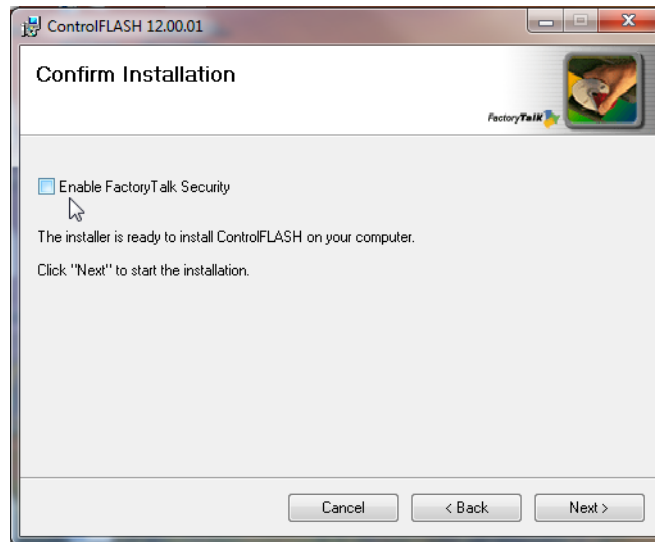 ControlFLASH 12.00.01
Confirm Installation
FactoryTalk
Enable FactoryTalk Security
The installer is ready to install ControlFLASH on your computer.
Click "Next" to start the installation.
Cancel
< Back
Next >